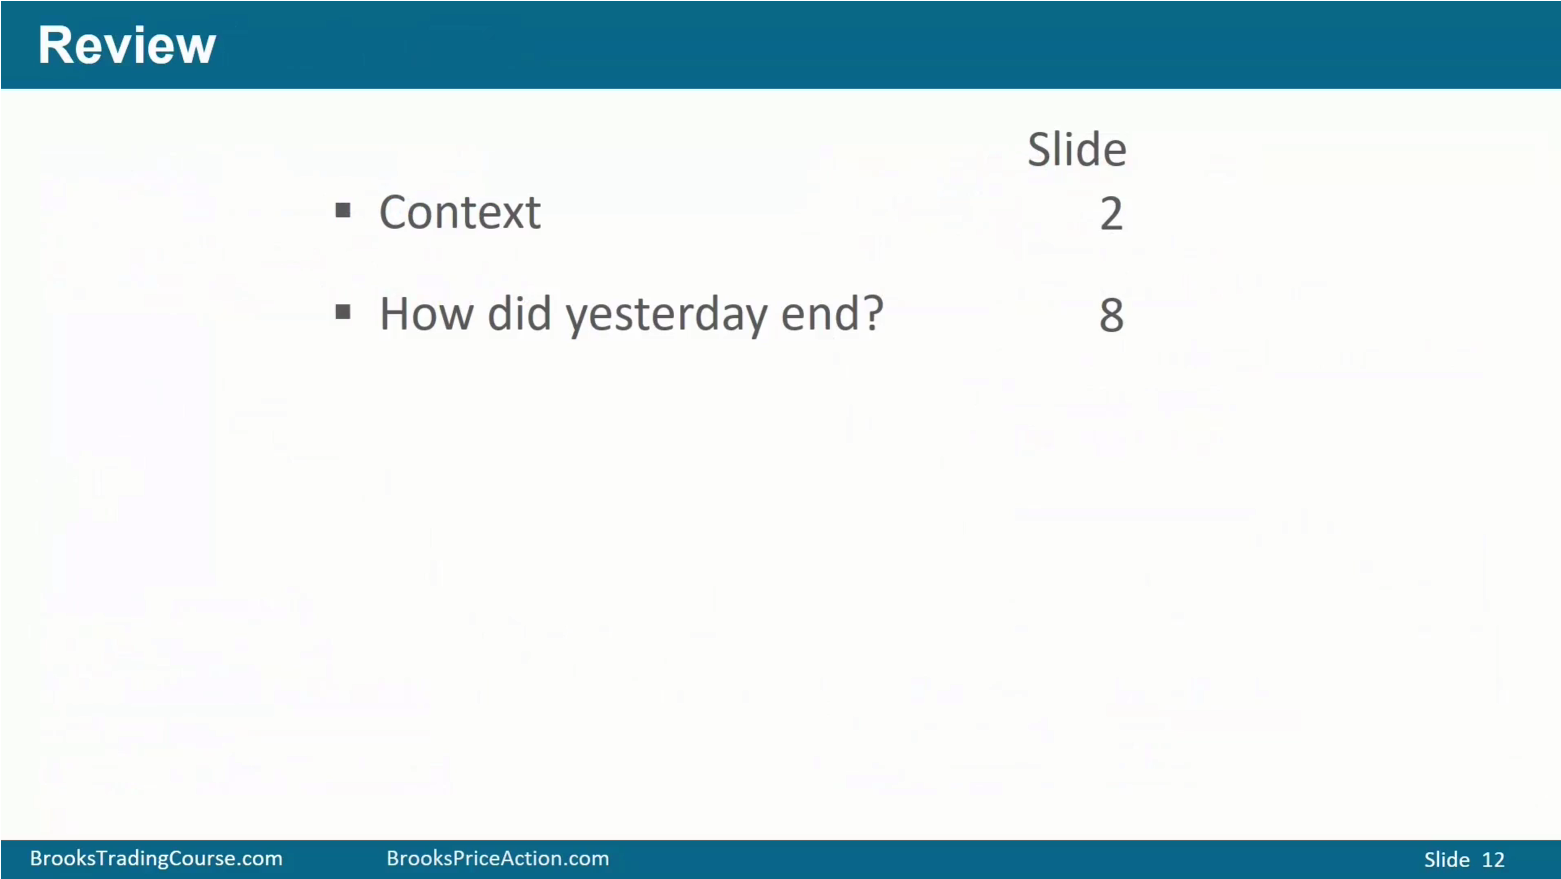 Review
Slide
▪ Context 2
▪ How did yesterday end? 8
BrooksTradingCourse.com BrooksPriceAction.com Slide 12